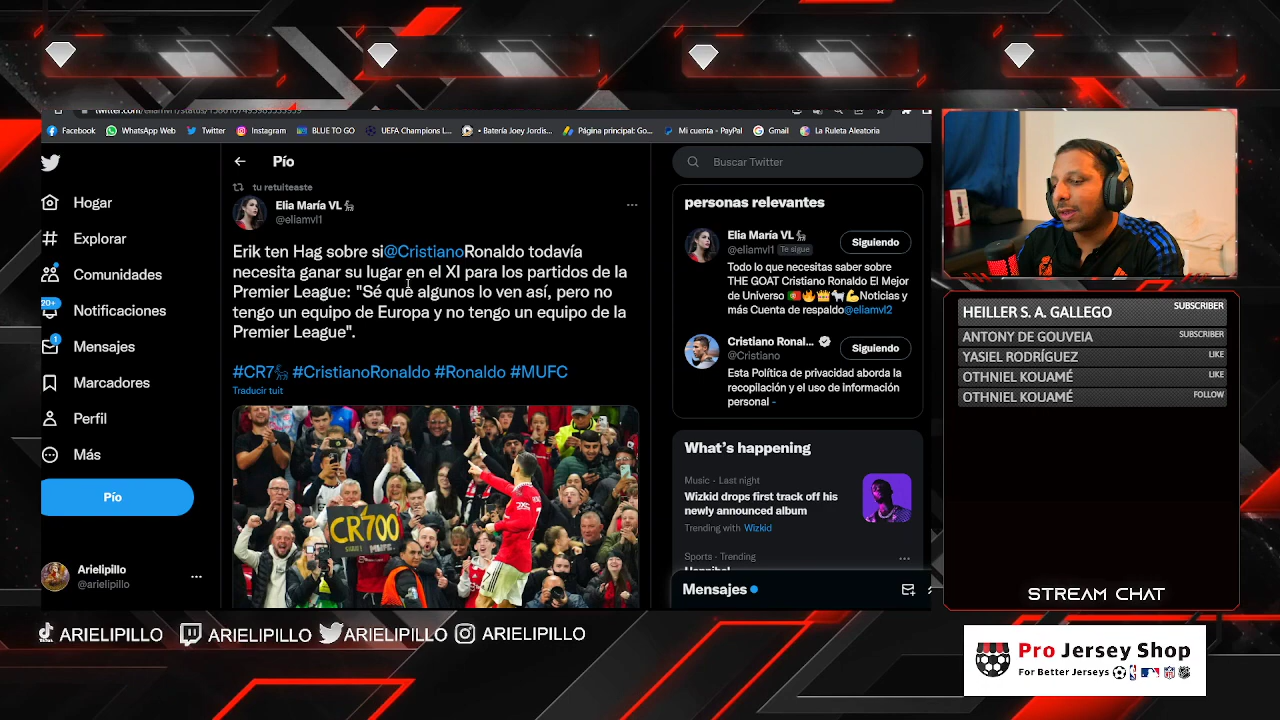 Facebook
WhatsApp Web
Twitter
Instagram
BLUE TO GO
UEFA Champions L...
• Batería Joey Jordis...
Página principal: Go...
Mi cuenta - PayPal
Gmail
La Ruleta Aleatoria
Hogar
Explorar
Comunidades
20+
Notificaciones
1
Mensajes
Marcadores
Perfil
Más
Pío
Arielipillo
@arielipillo
Pío
tu retuiteaste
Elia María VL
@eliamvl1
Erik ten Hag sobre si@CristianoRonaldo todavía
necesita ganar su lugar en el XI para los partidos de la
Premier League: "Sé que algunos lo ven así, pero no
tengo un equipo de Europa y no tengo un equipo de la
Premier League".
#CR7 #CristianoRonaldo #Ronaldo #MUFC
Traducir tuit
CR700
Buscar Twitter
personas relevantes
Elia María VL
@eliamvl1 Te sigue
Siguiendo
Todo lo que necesitas saber sobre
THE GOAT Cristiano Ronaldo El Mejor
de Universo 🇵🇹🔥👑🐐💪Noticias y
más Cuenta de respaldo@eliamvl2
Cristiano Ronal...
@Cristiano
Siguiendo
Esta Política de privacidad aborda la
recopilación y el uso de información
personal -
What's happening
Music · Last night
Wizkid drops first track off his
newly announced album
Trending with Wizkid
Sports · Trending
Mensajes
HEILLER S. A. GALLEGO SUBSCRIBER
ANTONY DE GOUVEIA SUBSCRIBER
YASIEL RODRÍGUEZ LIKE
OTHNIEL KOUAMÉ LIKE
OTHNIEL KOUAMÉ FOLLOW
STREAM CHAT
ARIELIPILLO
ARIELIPILLO
ARIELIPILLO
ARIELIPILLO
Pro Jersey Shop
For Better Jerseys